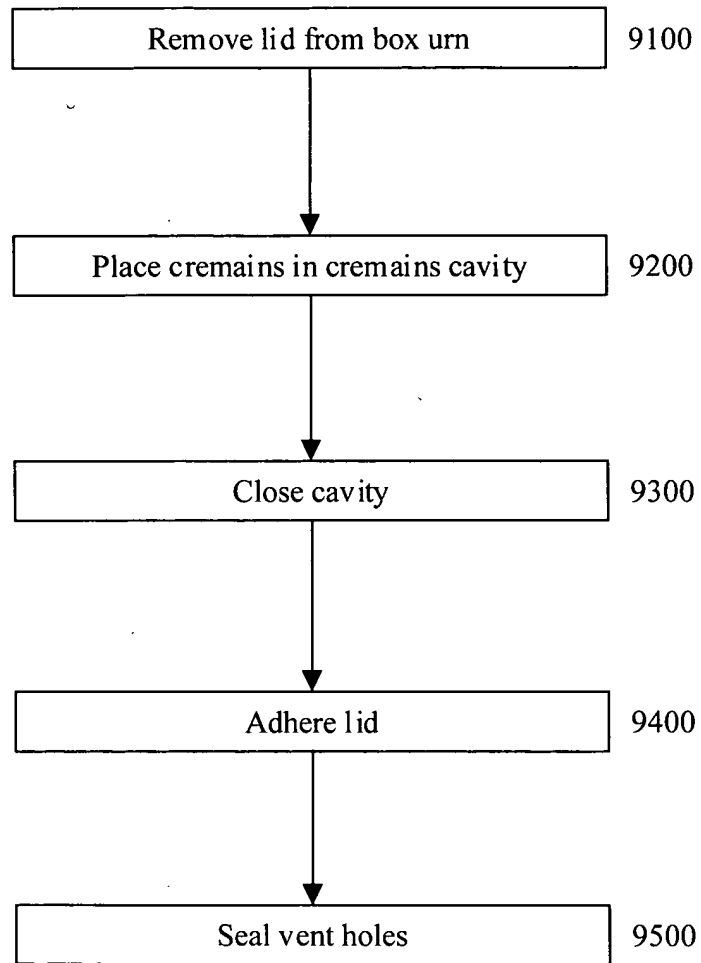 Remove lid from box urn 9100
Place cremains in cremains cavity 9200
Close cavity 9300
Adhere lid 9400
Seal vent holes 9500